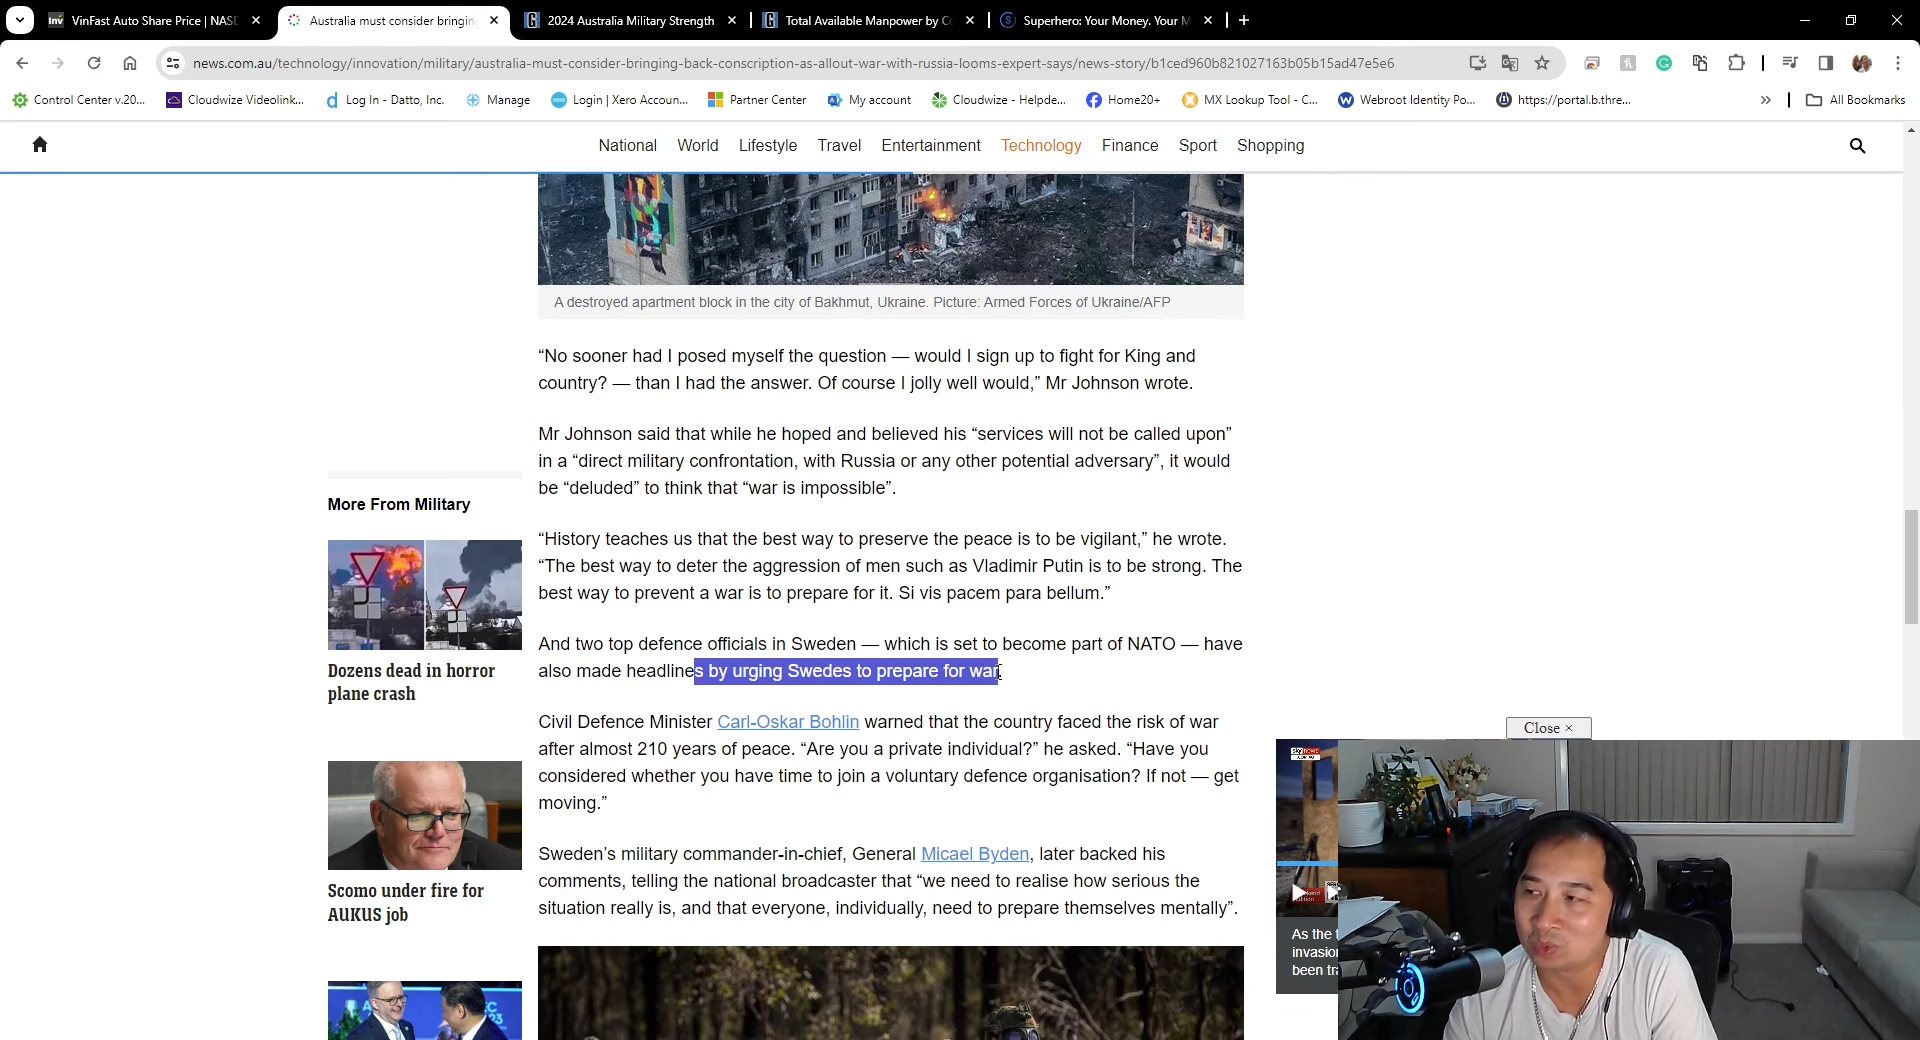 VinFast Auto Share Price | NASD
Australia must consider bringing
2024 Australia Military Strength
Total Available Manpower by Co
Superhero: Your Money. Your M
news.com.au/technology/innovation/military/australia-must-consider-bringing-back-conscription-as-allout-war-with-russia-looms-expert-says/news-story/b1ced960b821027163b05b15ad47e5e6
Control Center v.20...
Cloudwize Videolink...
Log In - Datto, Inc.
Manage
Login | Xero Accoun...
Partner Center
My account
Cloudwize - Helpde...
Home20+
MX Lookup Tool - C...
Webroot Identity Po...
https://portal.b.thre...
All Bookmarks
National World Lifestyle Travel Entertainment Technology Finance Sport Shopping
A destroyed apartment block in the city of Bakhmut, Ukraine. Picture: Armed Forces of Ukraine/AFP
“No sooner had I posed myself the question — would I sign up to fight for King and
country? — than I had the answer. Of course I jolly well would,” Mr Johnson wrote.
Mr Johnson said that while he hoped and believed his “services will not be called upon”
in a “direct military confrontation, with Russia or any other potential adversary”, it would
be “deluded” to think that “war is impossible”.
“History teaches us that the best way to preserve the peace is to be vigilant,” he wrote.
“The best way to deter the aggression of men such as Vladimir Putin is to be strong. The
best way to prevent a war is to prepare for it. Si vis pacem para bellum.”
And two top defence officials in Sweden — which is set to become part of NATO — have
also made headlines by urging Swedes to prepare for war.
Civil Defence Minister Carl-Oskar Bohlin warned that the country faced the risk of war
after almost 210 years of peace. “Are you a private individual?” he asked. “Have you
considered whether you have time to join a voluntary defence organisation? If not — get
moving.”
Sweden’s military commander-in-chief, General Micael Byden, later backed his
comments, telling the national broadcaster that “we need to realise how serious the
situation really is, and that everyone, individually, need to prepare themselves mentally”.
More From Military
Dozens dead in horror
plane crash
Scomo under fire for
AUKUS job
Close ×
sky news
As the
invasion
been